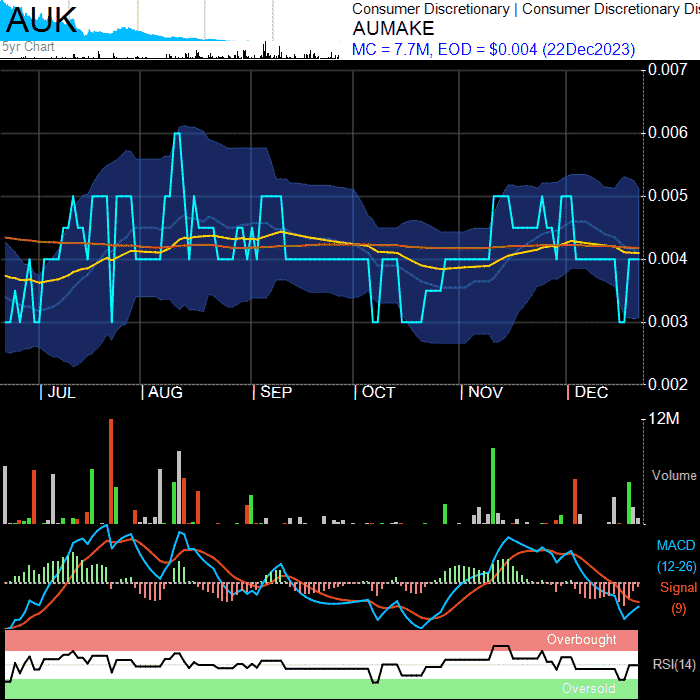 AUK
5yr Chart
Consumer Discretionary | Consumer Discretionary Dis
AUMAKE
MC = 7.7M, EOD = $0.004 (22Dec2023)
0.007
0.006
0.005
0.004
0.003
0.002
JUL
AUG
SEP
OCT
NOV
DEC
12M
Volume
MACD
(12-26)
Signal
(9)
Overbought
RSI(14)
Oversold